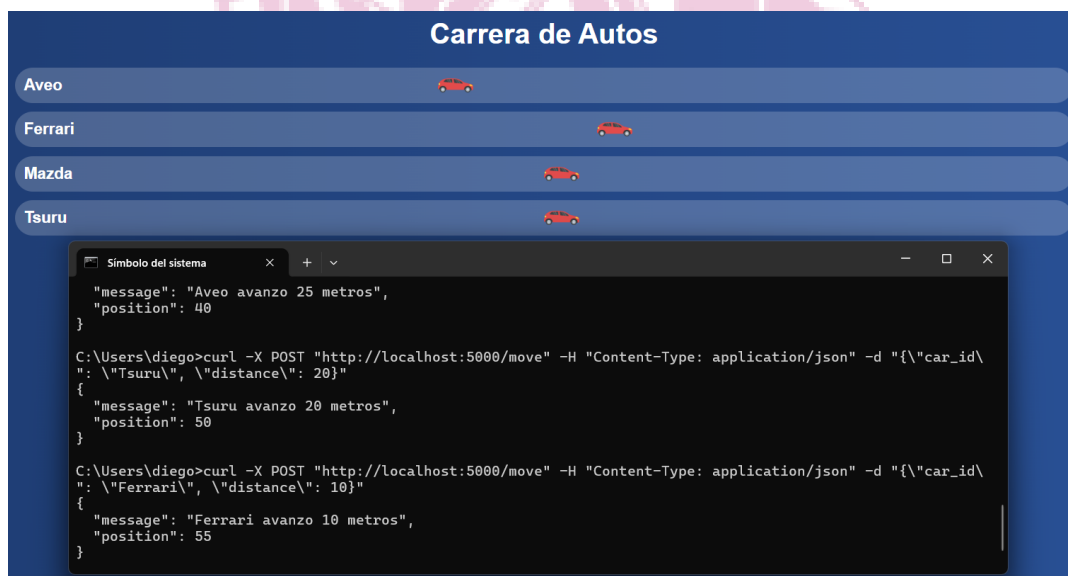 Carrera de Autos
Aveo
Ferrari
Mazda
Tsuru
Símbolo del sistema
"message": "Aveo avanzo 25 metros",
"position": 40
}
C:\Users\diego>curl -X POST "http://localhost:5000/move" -H "Content-Type: application/json" -d "{\"car_id\
": \"Tsuru\", \"distance\": 20}"
{
"message": "Tsuru avanzo 20 metros",
"position": 50
}
C:\Users\diego>curl -X POST "http://localhost:5000/move" -H "Content-Type: application/json" -d "{\"car_id\
": \"Ferrari\", \"distance\": 10}"
{
"message": "Ferrari avanzo 10 metros",
"position": 55
}